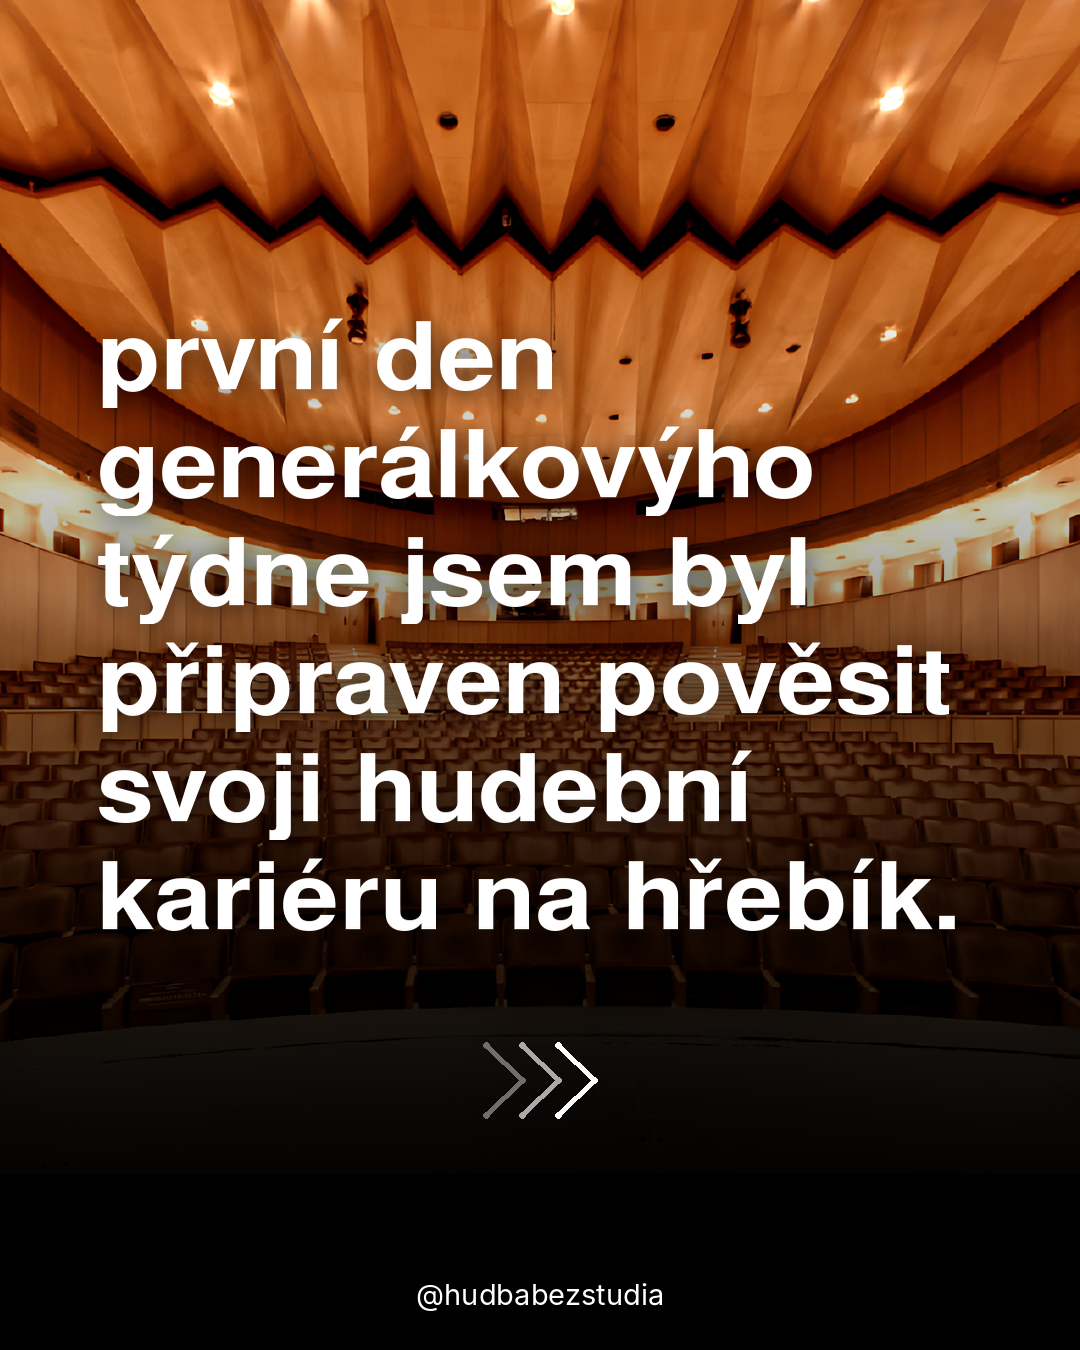 první den
generálkovýho
týdne jsem byl
připraven pověsit
svoji hudební
kariéru na hřebík.
@hudbabezstudia